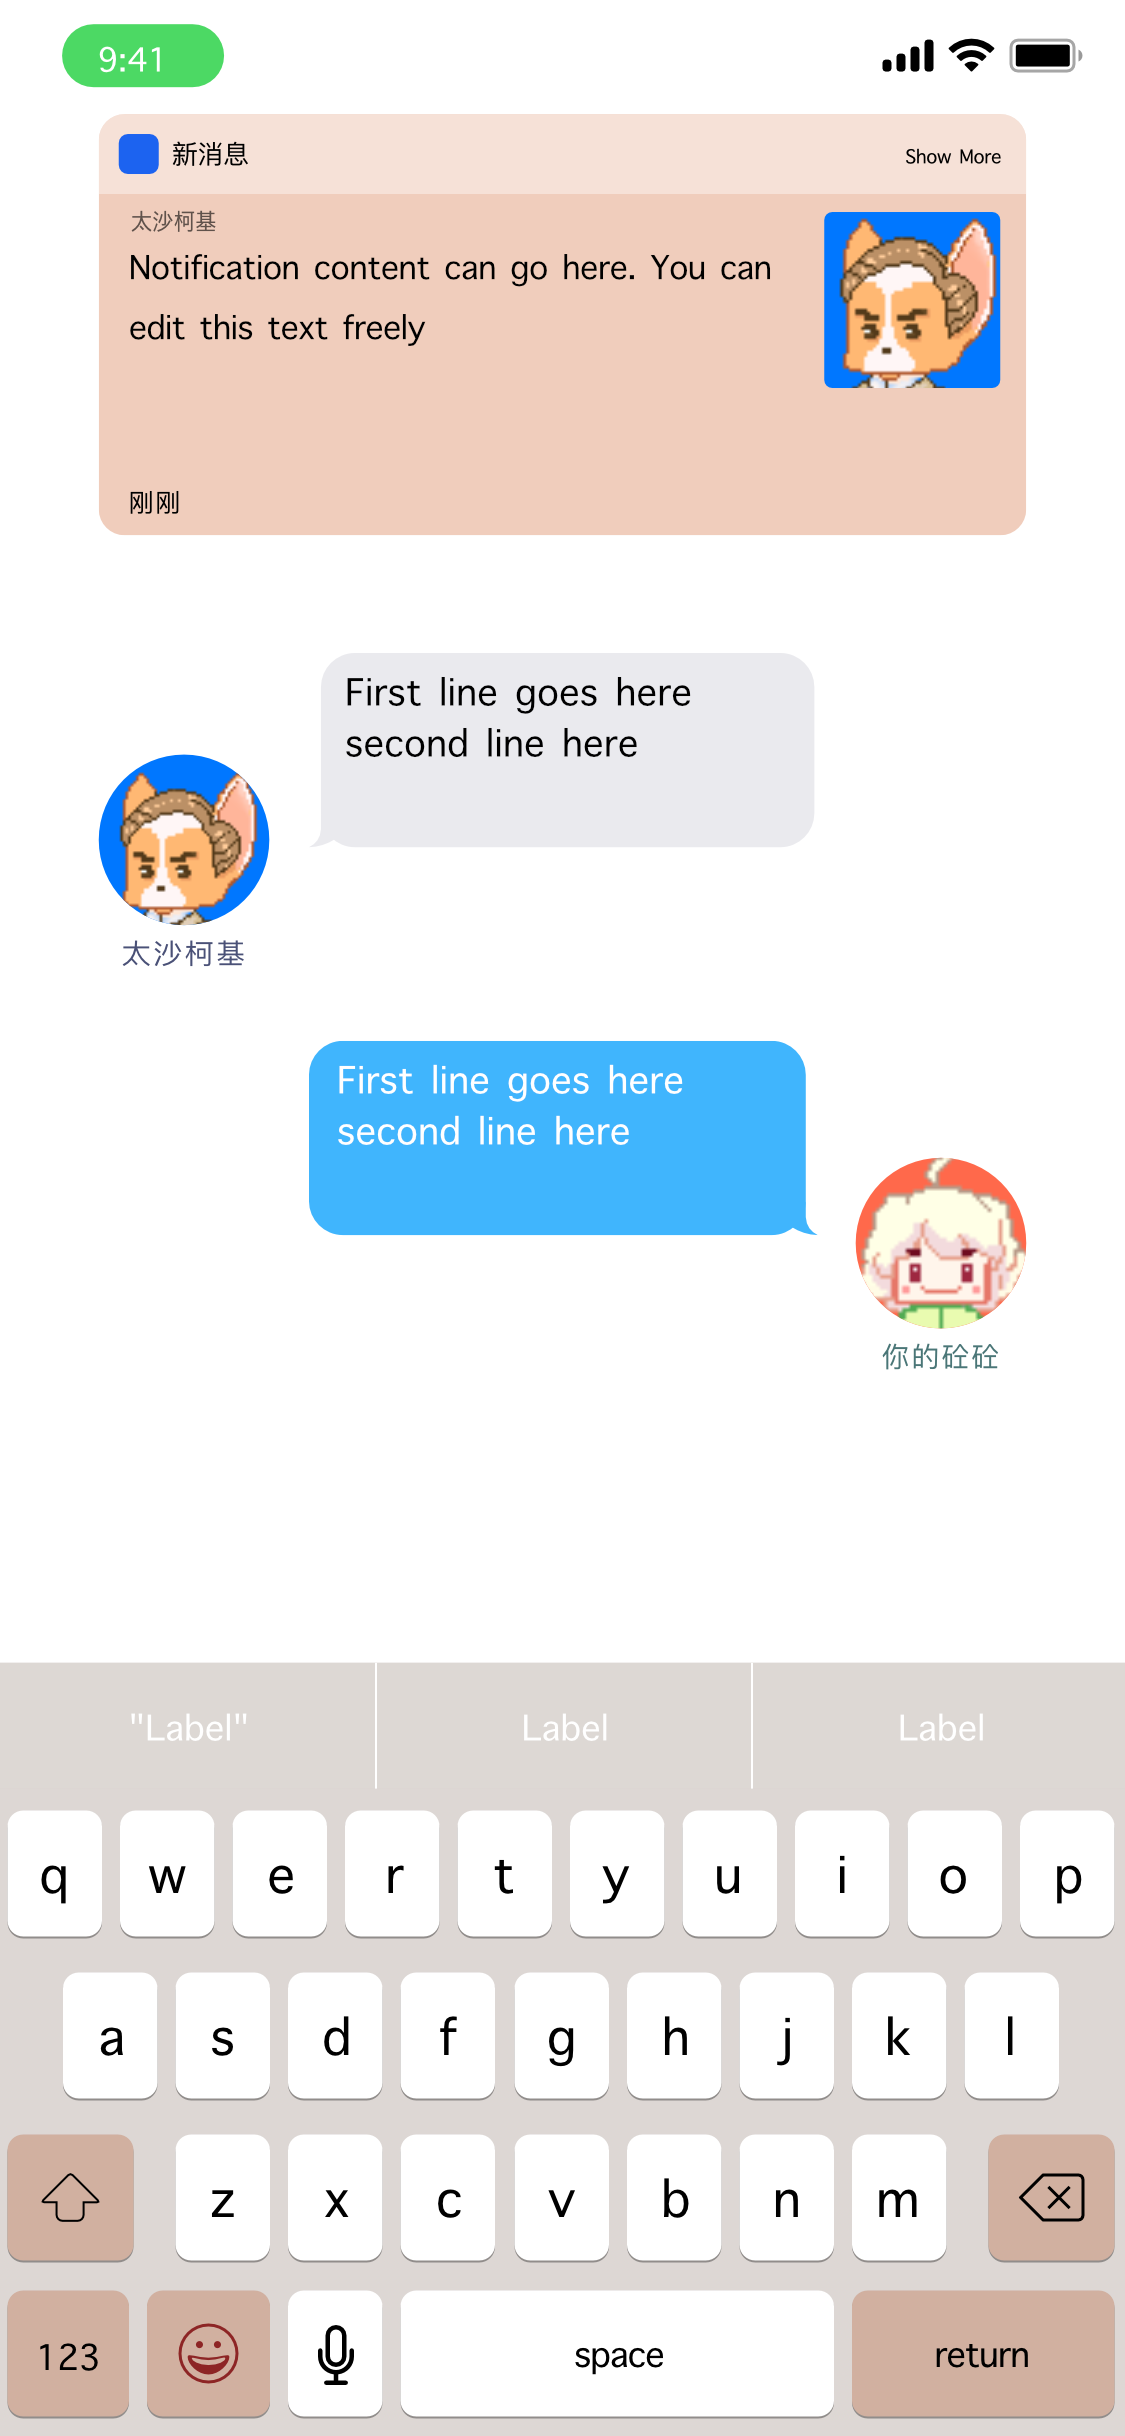 9:41
新消息
Show More
太沙柯基
Notification content can go here. You can
edit this text freely
刚刚
First line goes here
second line here
太沙柯基
First line goes here
second line here
你的砼砼
"Label" Label Label
q w e r t y u i o p
a s d f g h j k l
z x c v b n m
123 space return